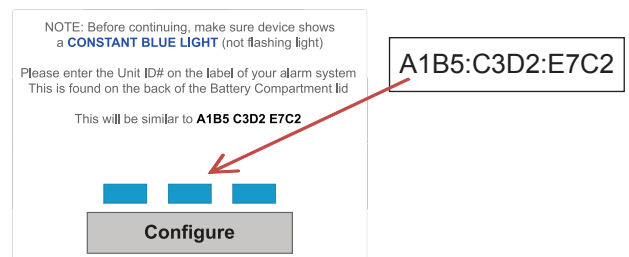 NOTE: Before continuing, make sure device shows
a CONSTANT BLUE LIGHT (not flashing light)
Please enter the Unit ID# on the label of your alarm system
This is found on the back of the Battery Compartment lid
This will be similar to A1B5 C3D2 E7C2
Configure
A1B5:C3D2:E7C2